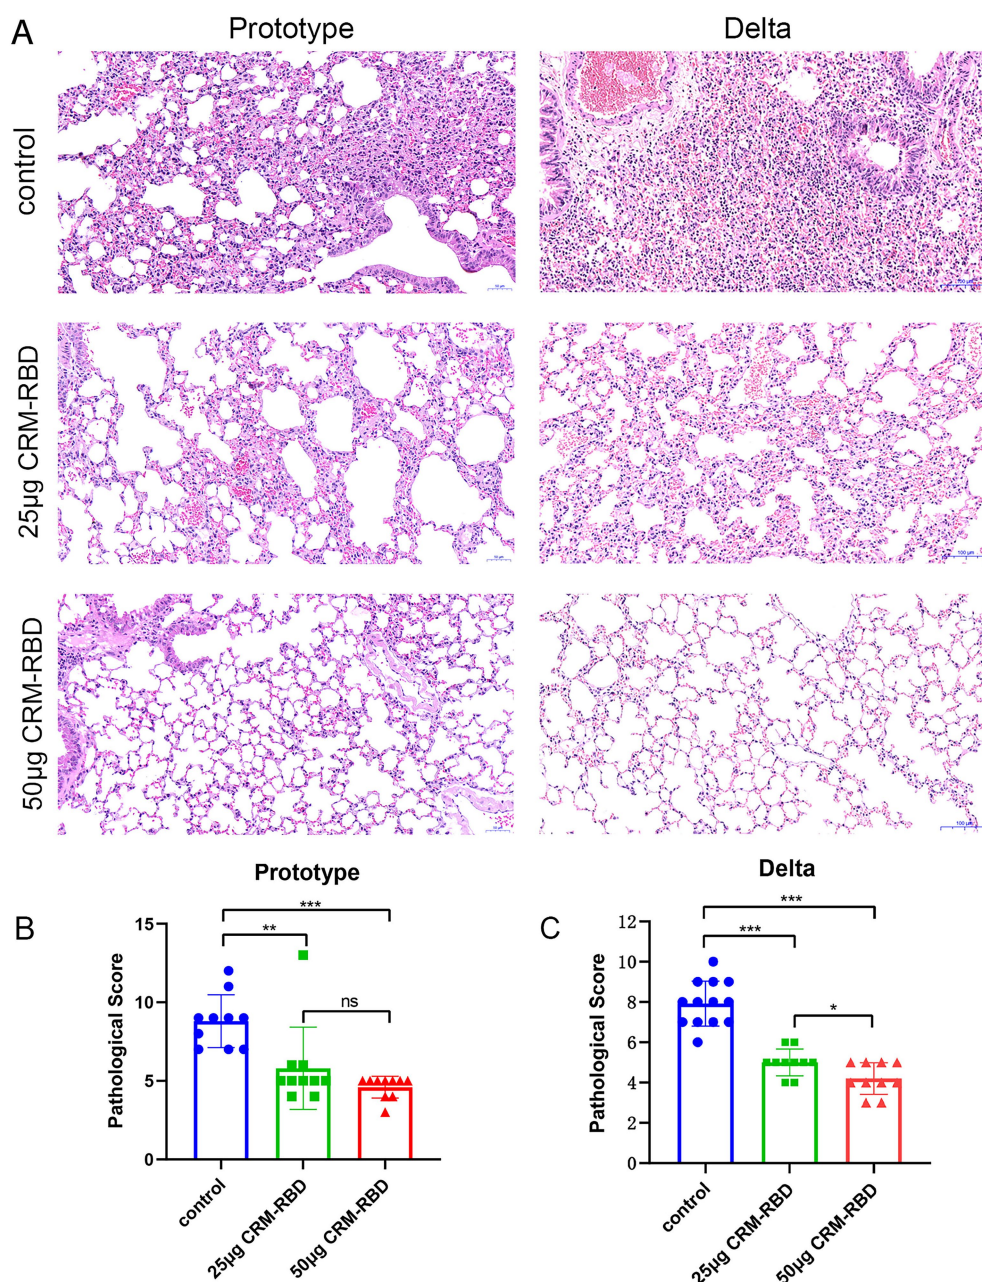 A
Prototype
Delta
control
25µg CRM-RBD
100 µm
50µg CRM-RBD
100 µm
B
Prototype
Pathological Score
15
10
5
0
***
**
ns
control
25µg CRM-RBD
50µg CRM-RBD
C
Delta
Pathological Score
12
10
8
6
4
2
0
***
***
*
control
25µg CRM-RBD
50µg CRM-RBD